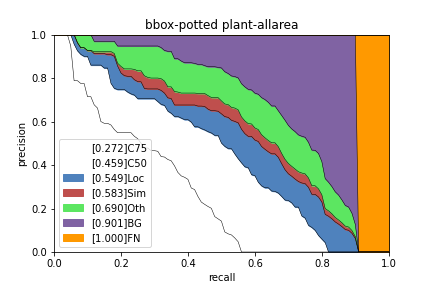 bbox-potted plant-allarea
precision
1.0
0.8
0.6
0.4
0.2
0.0
[0.272]C75
[0.459]C50
[0.549]Loc
[0.583]Sim
[0.690]Oth
[0.901]BG
[1.000]FN
0.0 0.2 0.4 0.6 0.8 1.0
recall